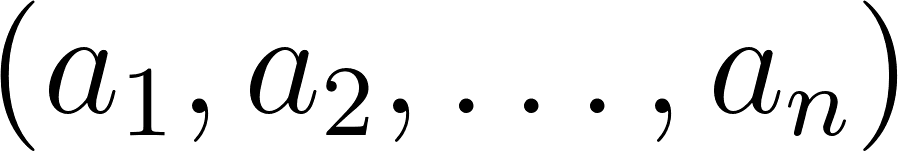 (a₁, a₂, . . . , aₙ)